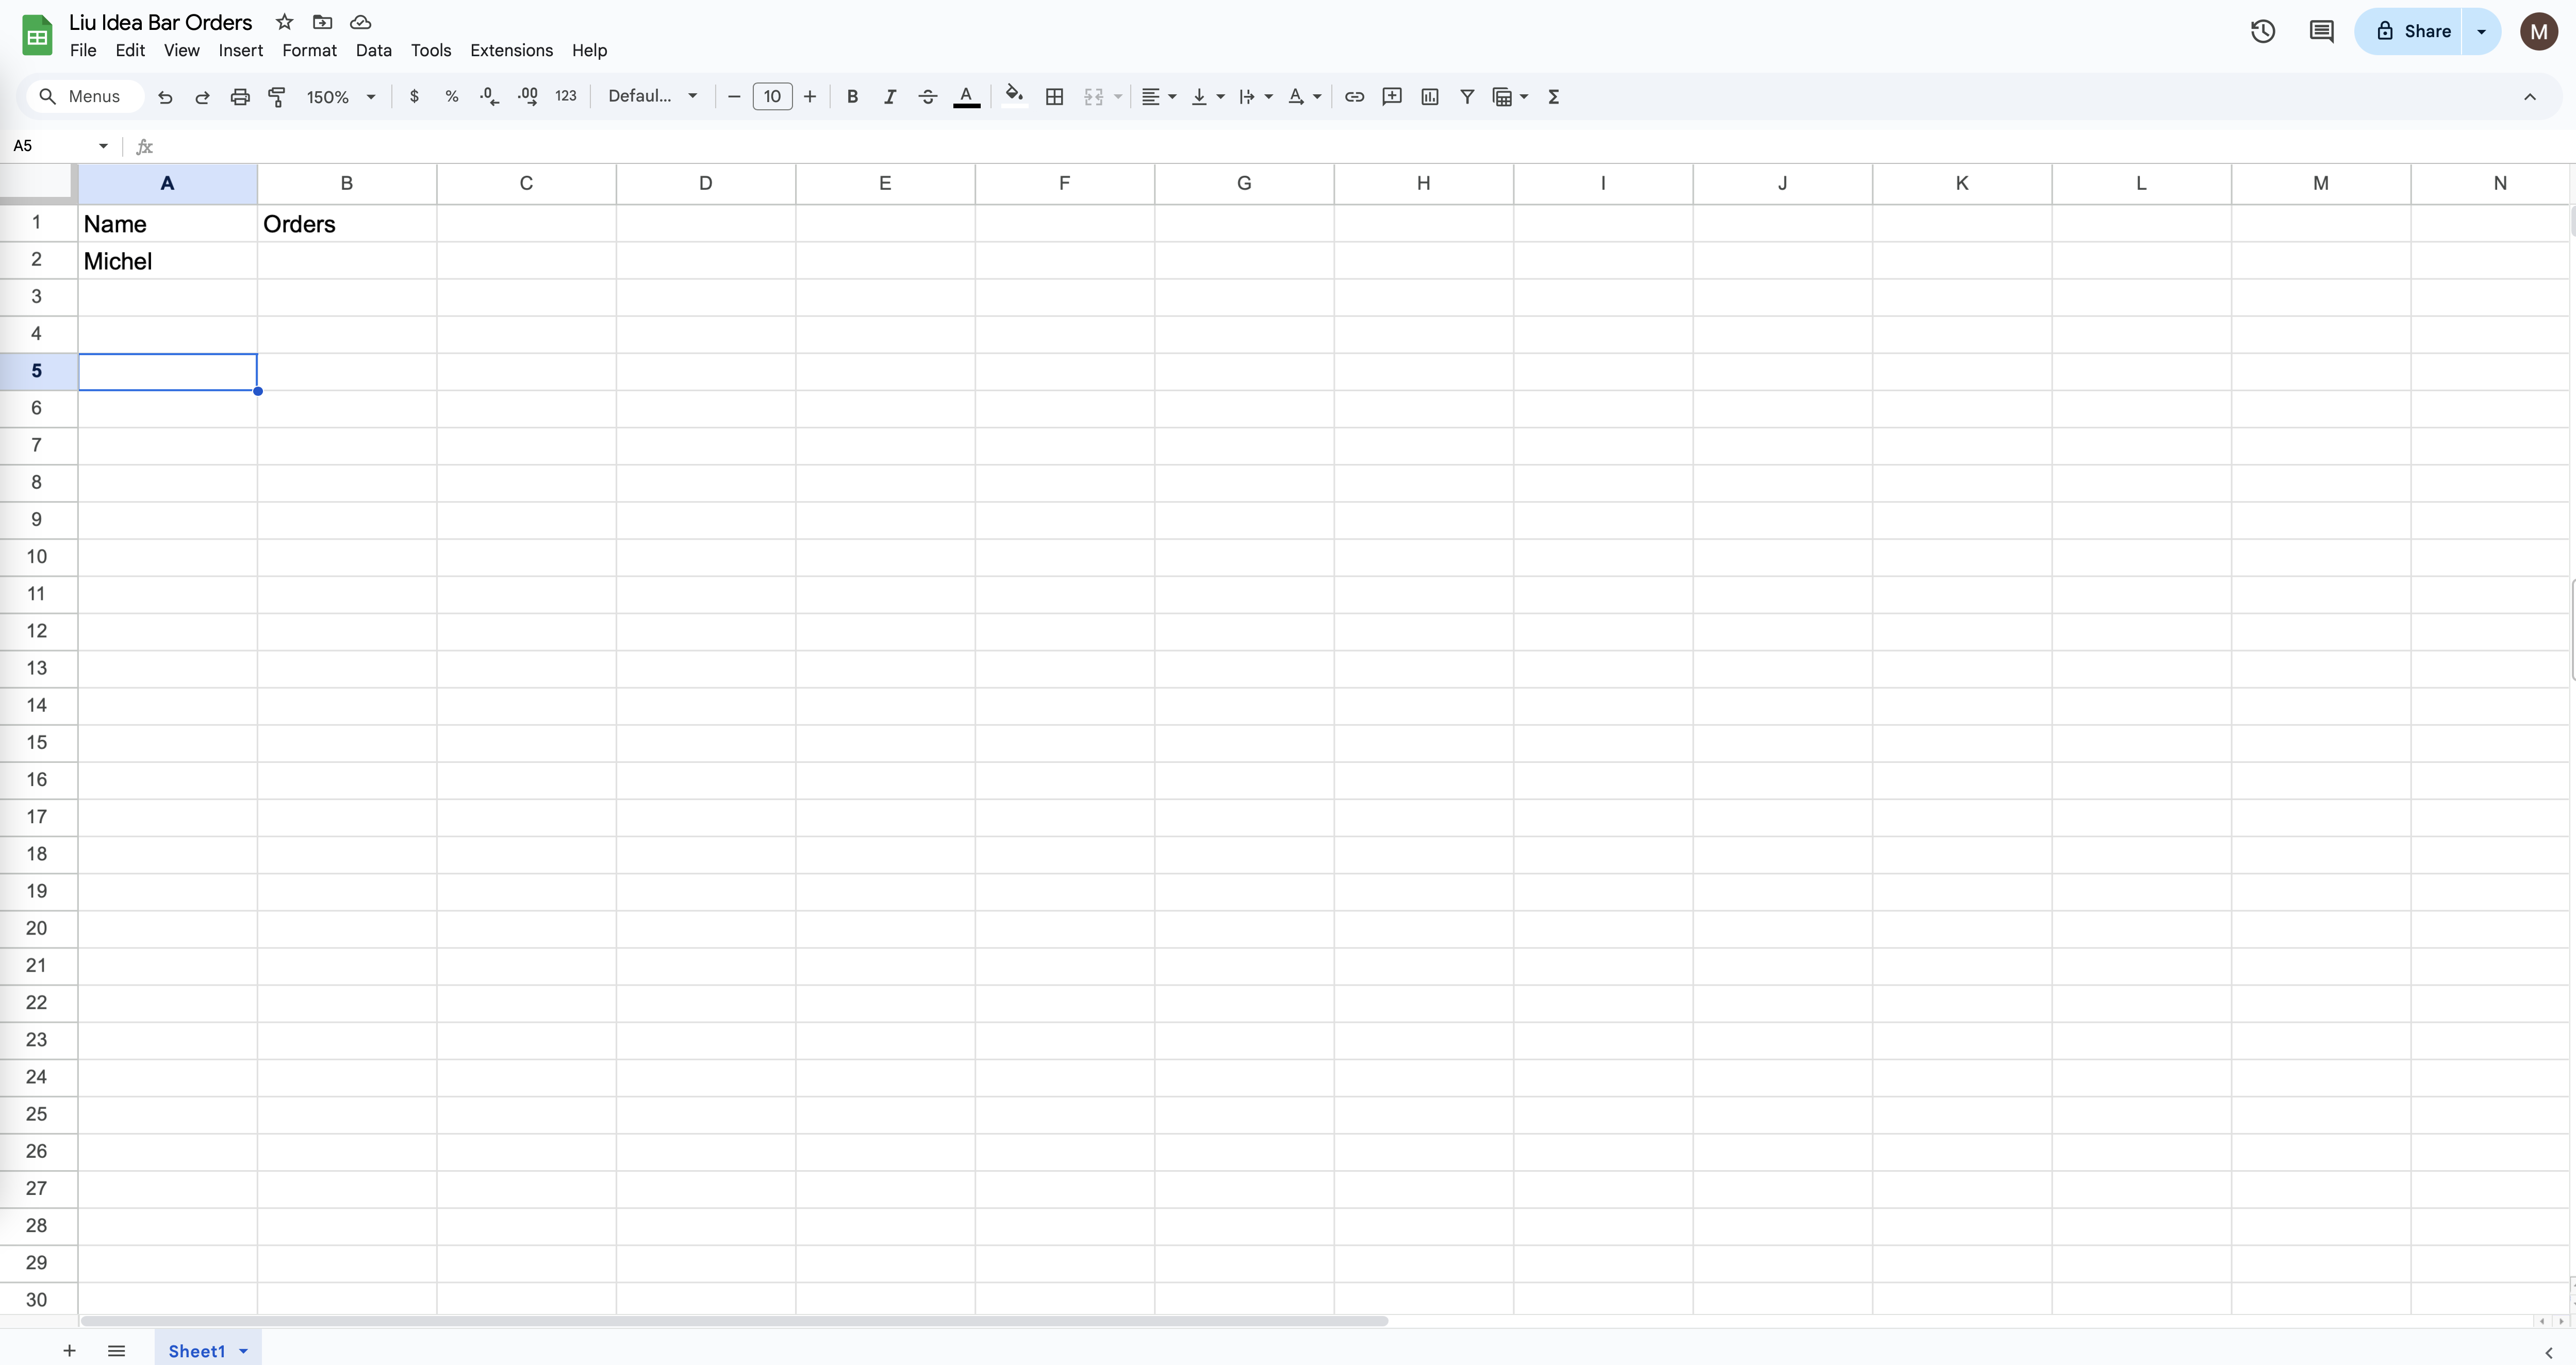 Liu Idea Bar Orders
File Edit View Insert Format Data Tools Extensions Help
Share
M
Menus
150%
$ % .0 .00 123
Defaul...
10
B I A
A5
fx
A B C D E F G H I J K L M N
1 Name Orders
2 Michel
3
4
5
6
7
8
9
10
11
12
13
14
15
16
17
18
19
20
21
22
23
24
25
26
27
28
29
30
Sheet1